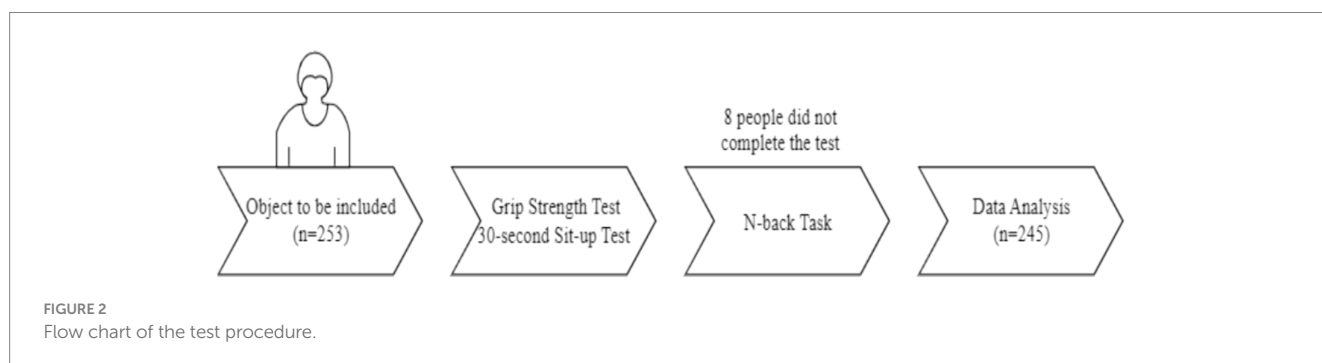 Object to be included
(n=253)
Grip Strength Test
30-second Sit-up Test
8 people did not
complete the test
N-back Task
Data Analysis
(n=245)
FIGURE 2
Flow chart of the test procedure.